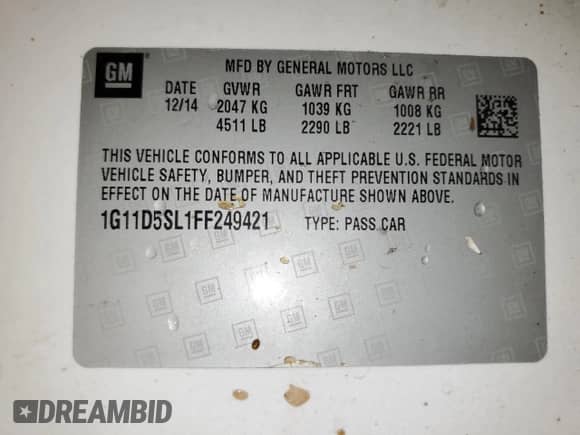 GM
MFD BY GENERAL MOTORS LLC
DATE GVWR GAWR FRT GAWR RR
12/14 2047 KG 1039 KG 1008 KG
4511 LB 2290 LB 2221 LB
THIS VEHICLE CONFORMS TO ALL APPLICABLE U.S. FEDERAL MOTOR
VEHICLE SAFETY, BUMPER, AND THEFT PREVENTION STANDARDS IN
EFFECT ON THE DATE OF MANUFACTURE SHOWN ABOVE.
1G11D5SL1FF249421 TYPE: PASS CAR
DREAMBID